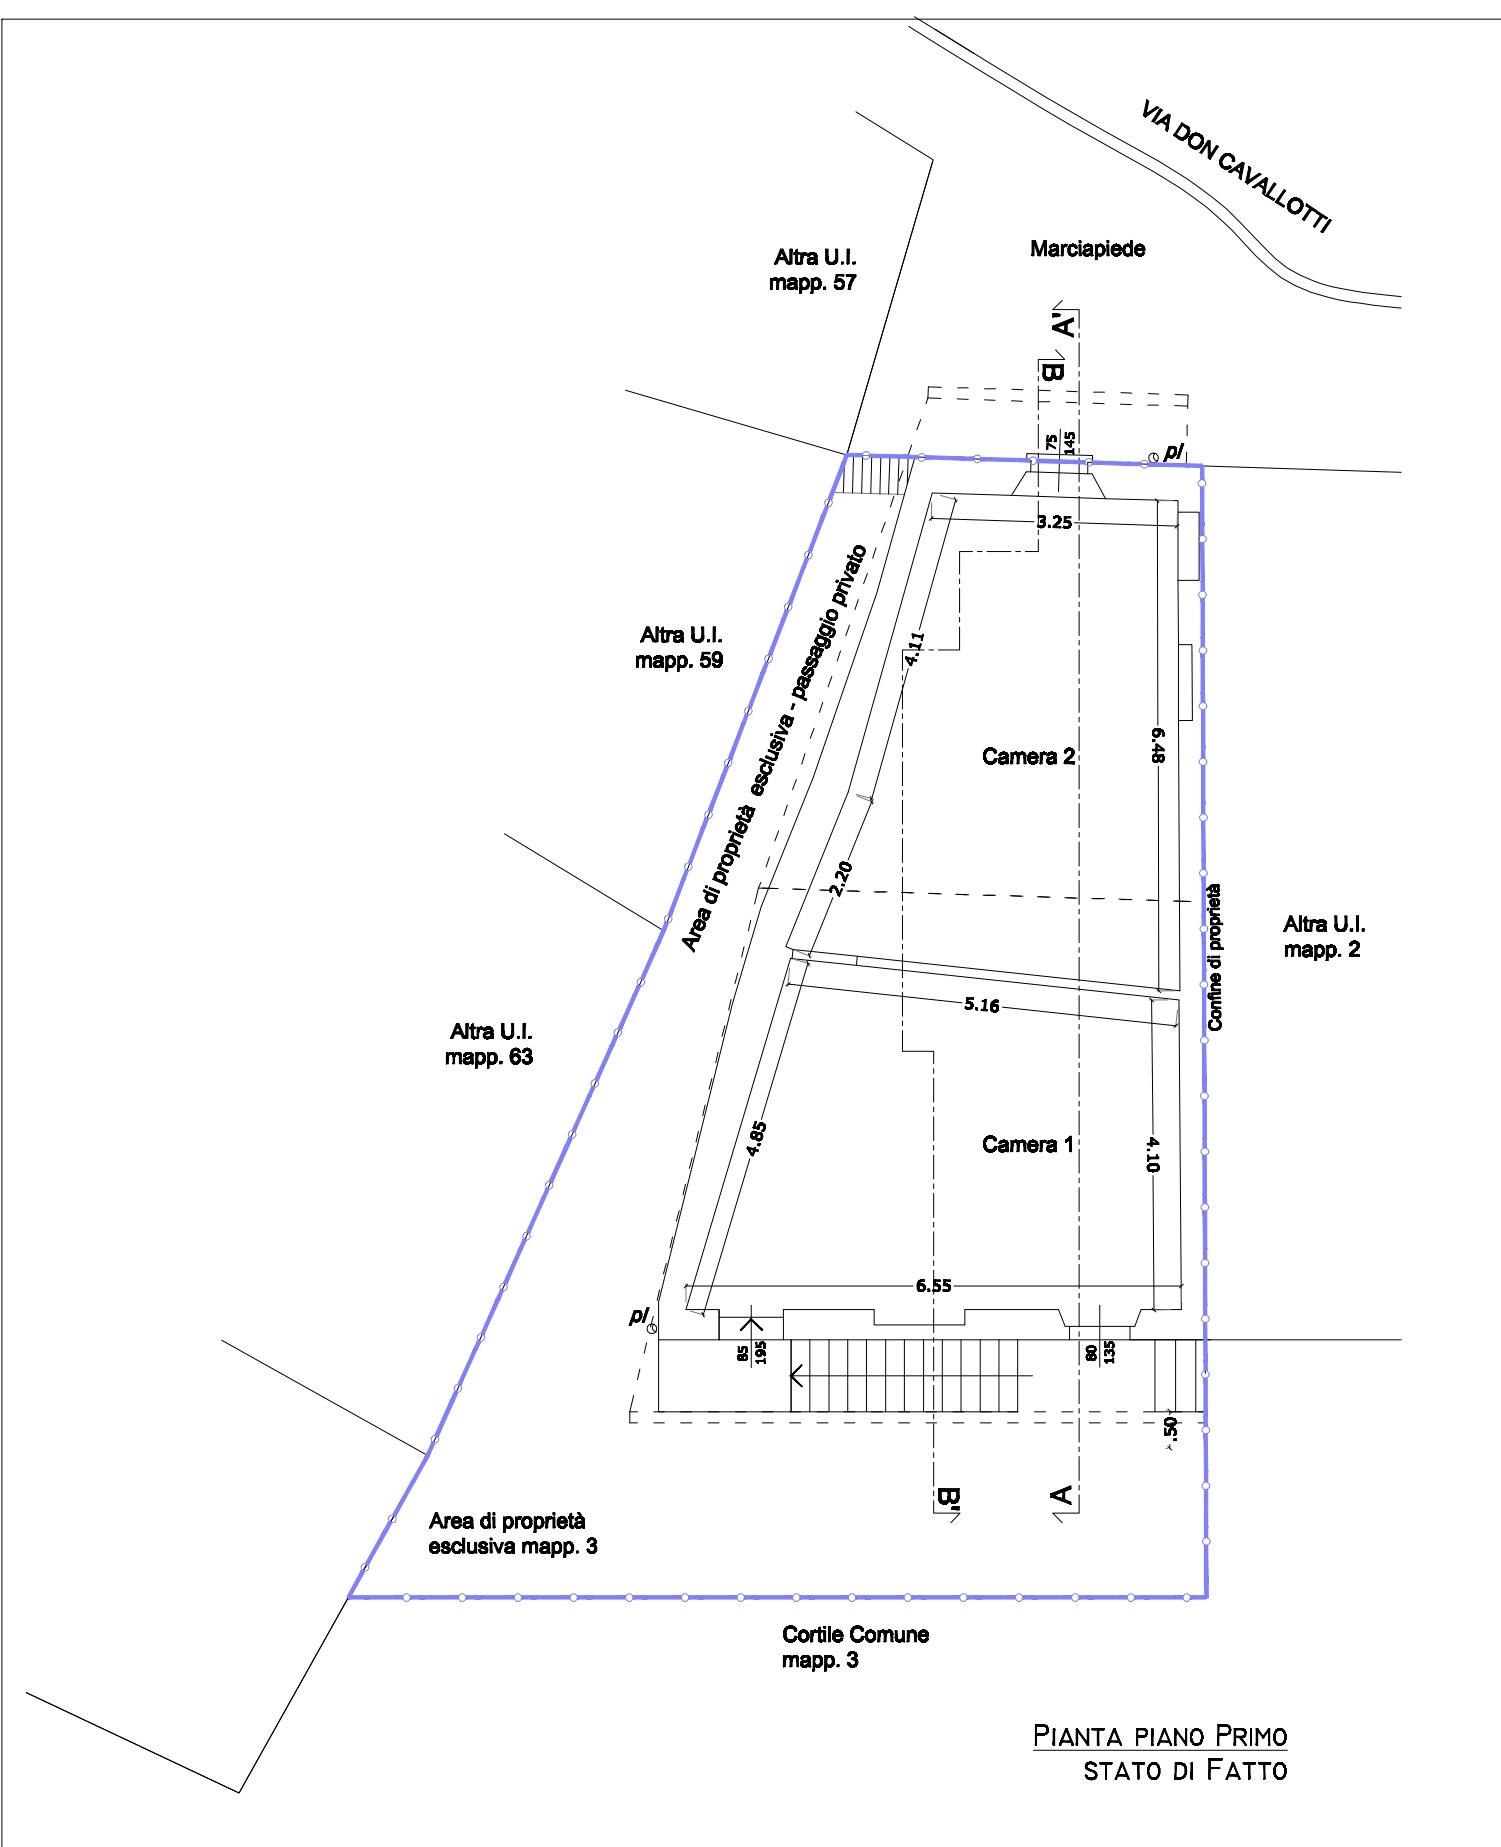 VIA DON CAVALLOTTI
Marciapiede
Altra U.I.
mapp. 57
A'
B
75
145
pl
3.25
Altra U.I.
mapp. 59
Area di proprietà esclusiva - passaggio privato
4.11
6.48
Camera 2
2.20
Confine di proprietà
Altra U.I.
mapp. 2
5.16
Altra U.I.
mapp. 63
4.85
Camera 1
4.10
6.55
pl
85
195
80
135
.50
B'
A
Area di proprietà
esclusiva mapp. 3
Cortile Comune
mapp. 3
PIANTA PIANO PRIMO
STATO DI FATTO